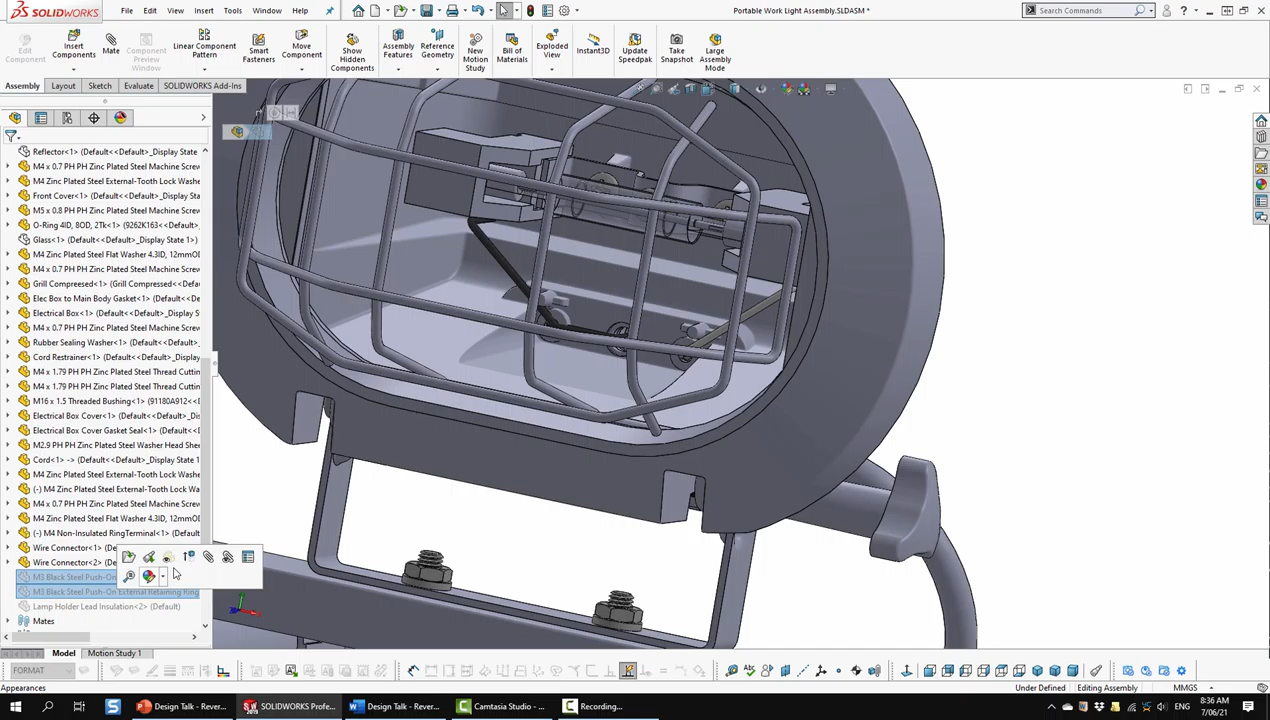 SOLIDWORKS
File Edit View Insert Tools Window Help
Portable Work Light Assembly.SLDASM *
Search Commands
Edit Component
Insert Components
Mate
Component Preview Window
Linear Component Pattern
Smart Fasteners
Move Component
Show Hidden Components
Assembly Features
Reference Geometry
New Motion Study
Bill of Materials
Exploded View
Instant3D
Update Speedpak
Take Snapshot
Large Assembly Mode
Assembly Layout Sketch Evaluate SOLIDWORKS Add-Ins
Reflector<1> (Default<<Default>_Display State
M4 x 0.7 PH PH Zinc Plated Steel Machine Screw
M4 Zinc Plated Steel External-Tooth Lock Washe
Front Cover<1> (Default<<Default>_Display Sta
M5 x 0.8 PH PH Zinc Plated Steel Machine Screw
O-Ring 4ID, 8OD, 2Tk<1> (9262K163<<Default>
Glass<1> (Default<<Default>_Display State 1>)
M4 Zinc Plated Steel Flat Washer 4.3ID, 12mmOD
M4 x 0.7 PH PH Zinc Plated Steel Machine Screw
Grill Compressed<1> (Grill Compressed<<Defaul
Elec Box to Main Body Gasket<1> (Default<<Def
Electrical Box<1> (Default<<Default>_Display
M4 x 0.7 PH PH Zinc Plated Steel Machine Screw
Rubber Sealing Washer<1> (Default<<Default>
Cord Restrainer<1> (Default<<Default>_Display
M4 x 1.79 PH PH Zinc Plated Steel Thread Cutting
M4 x 1.79 PH PH Zinc Plated Steel Thread Cutting
M16 x 1.5 Threaded Bushing<1> (91180A912<<
Electrical Box Cover<1> (Default<<Default>_Dis
Electrical Box Cover Gasket Seal<1> (Default<<
M2.9 PH PH Zinc Plated Steel Washer Head Shee
Cord<1> -> (Default<<Default>_Display State 1
M4 Zinc Plated Steel External-Tooth Lock Washe
(-) M4 Zinc Plated Steel External-Tooth Lock Wa
M4 x 0.7 PH PH Zinc Plated Steel Machine Screw
M4 Zinc Plated Steel Flat Washer 4.3ID, 12mmOD
(-) M4 Non-Insulated RingTerminal<1> (Default
Wire Connector<1> (De
Wire Connector<2> (De
M3 Black Steel Push-On
M3 Black Steel Push-On External Retaining Ring
Lamp Holder Lead Insulation<2> (Default)
Mates
Model Motion Study 1
FORMAT
Appearances
Under Defined Editing Assembly MMGS
Design Talk - Rever...
SOLIDWORKS Profe...
Design Talk - Rever...
Camtasia Studio - ...
Recording...
ENG
8:36 AM
7/06/21